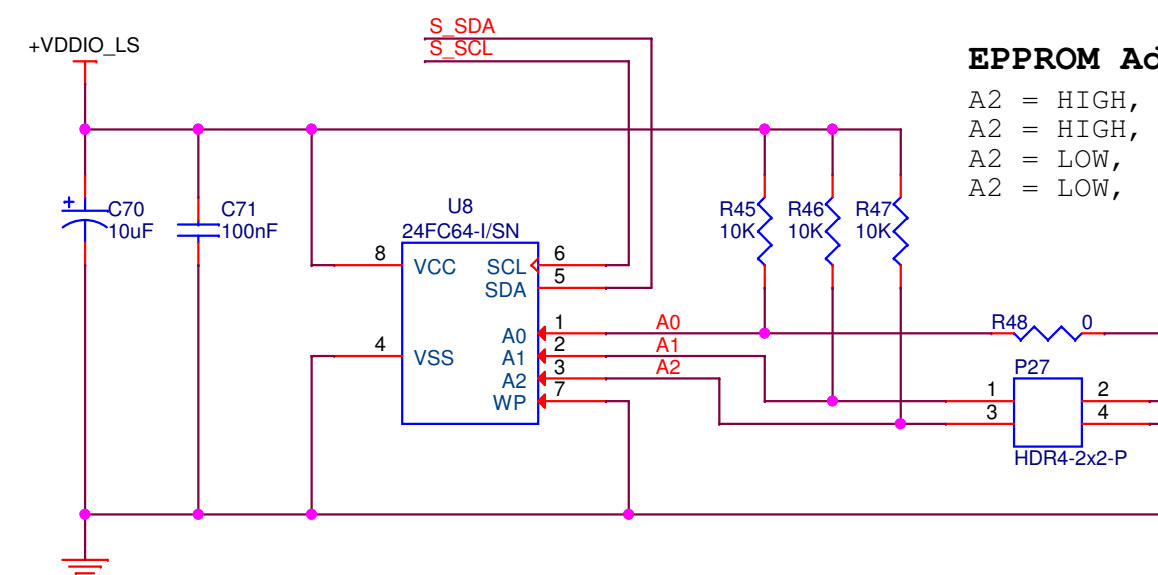 S_SDA
S_SCL
+VDDIO_LS
EPPROM Ad
A2 = HIGH,
A2 = HIGH,
A2 = LOW,
A2 = LOW,
+
C70
10uF
C71
100nF
U8
24FC64-I/SN
R45
10K
R46
10K
R47
10K
8
VCC
SCL
6
SDA
5
4
VSS
A0
1
A0
A1
2
A1
A2
3
A2
WP
7
R48
0
P27
1
2
3
4
HDR4-2x2-P